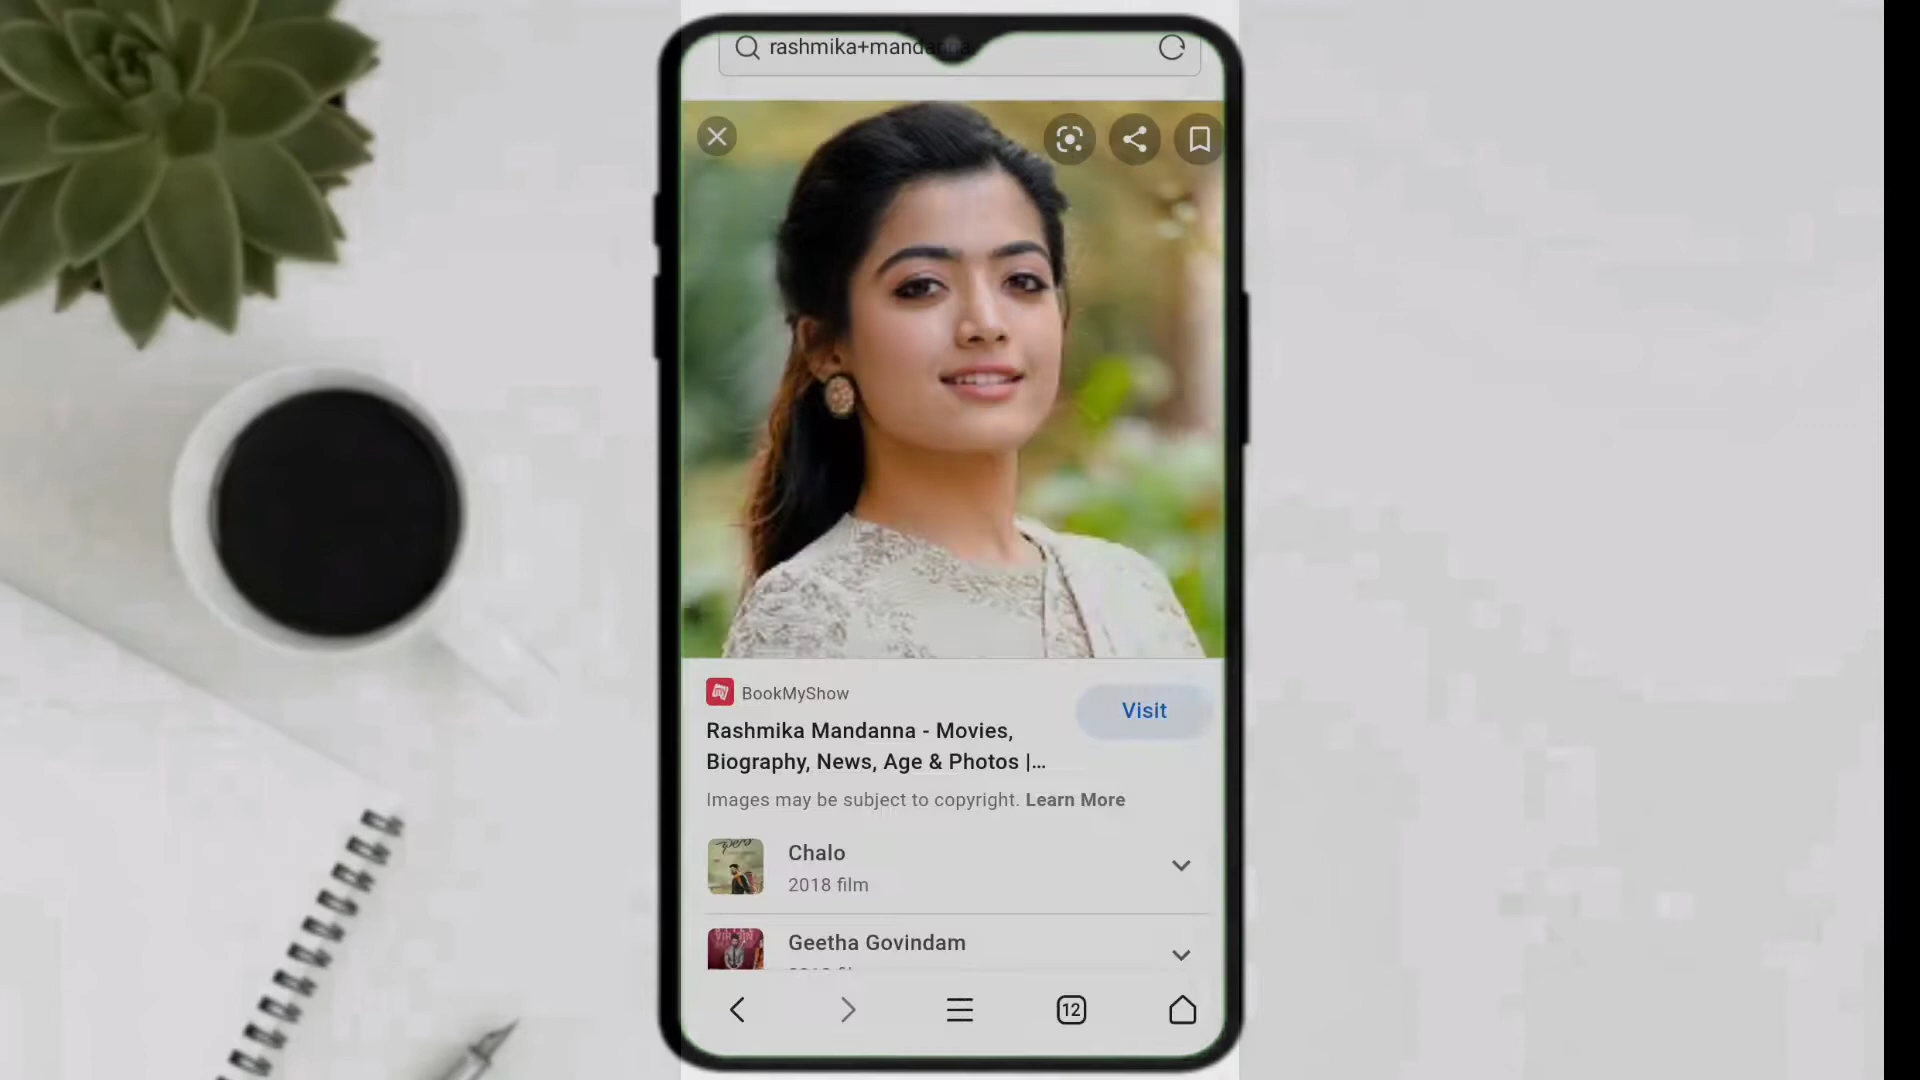 rashmika+mandanna
BookMyShow
Visit
Rashmika Mandanna - Movies,
Biography, News, Age & Photos |...
Images may be subject to copyright. Learn More
Chalo
2018 film
Geetha Govindam
12